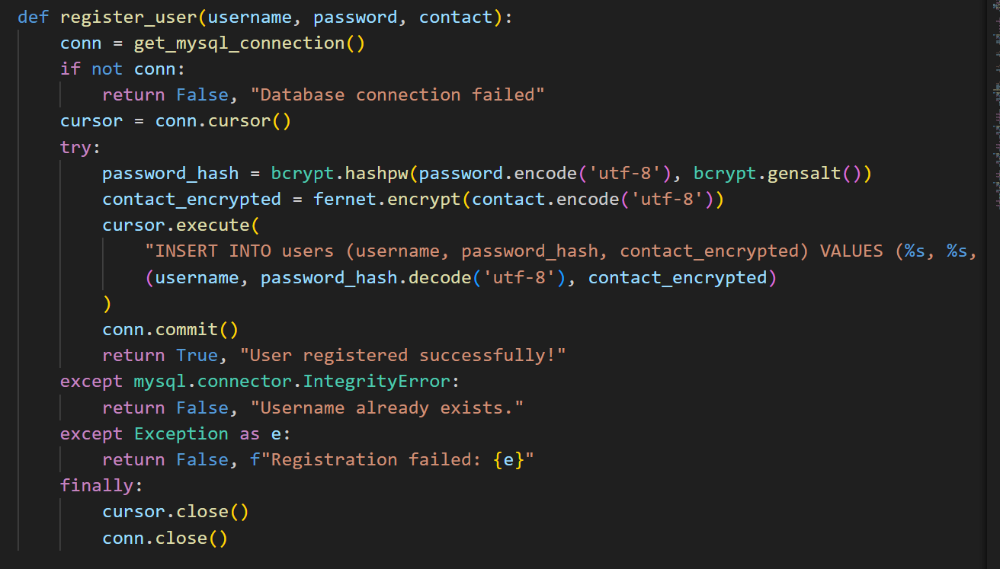 def register_user(username, password, contact):
    conn = get_mysql_connection()
    if not conn:
        return False, "Database connection failed"
    cursor = conn.cursor()
    try:
        password_hash = bcrypt.hashpw(password.encode('utf-8'), bcrypt.gensalt())
        contact_encrypted = fernet.encrypt(contact.encode('utf-8'))
        cursor.execute(
            "INSERT INTO users (username, password_hash, contact_encrypted) VALUES (%s, %s,
            (username, password_hash.decode('utf-8'), contact_encrypted)
        )
        conn.commit()
        return True, "User registered successfully!"
    except mysql.connector.IntegrityError:
        return False, "Username already exists."
    except Exception as e:
        return False, f"Registration failed: {e}"
    finally:
        cursor.close()
        conn.close()